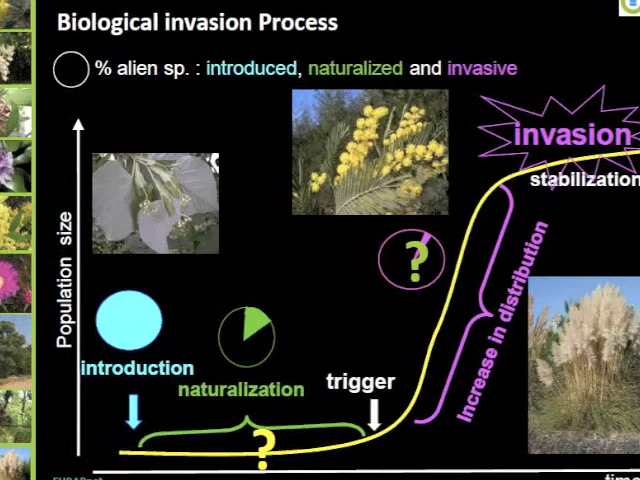 Biological invasion Process
% alien sp. : introduced, naturalized and invasive
invasion
stabilization
Population size
?
Increase in distribution
introduction
naturalization
trigger
?
time